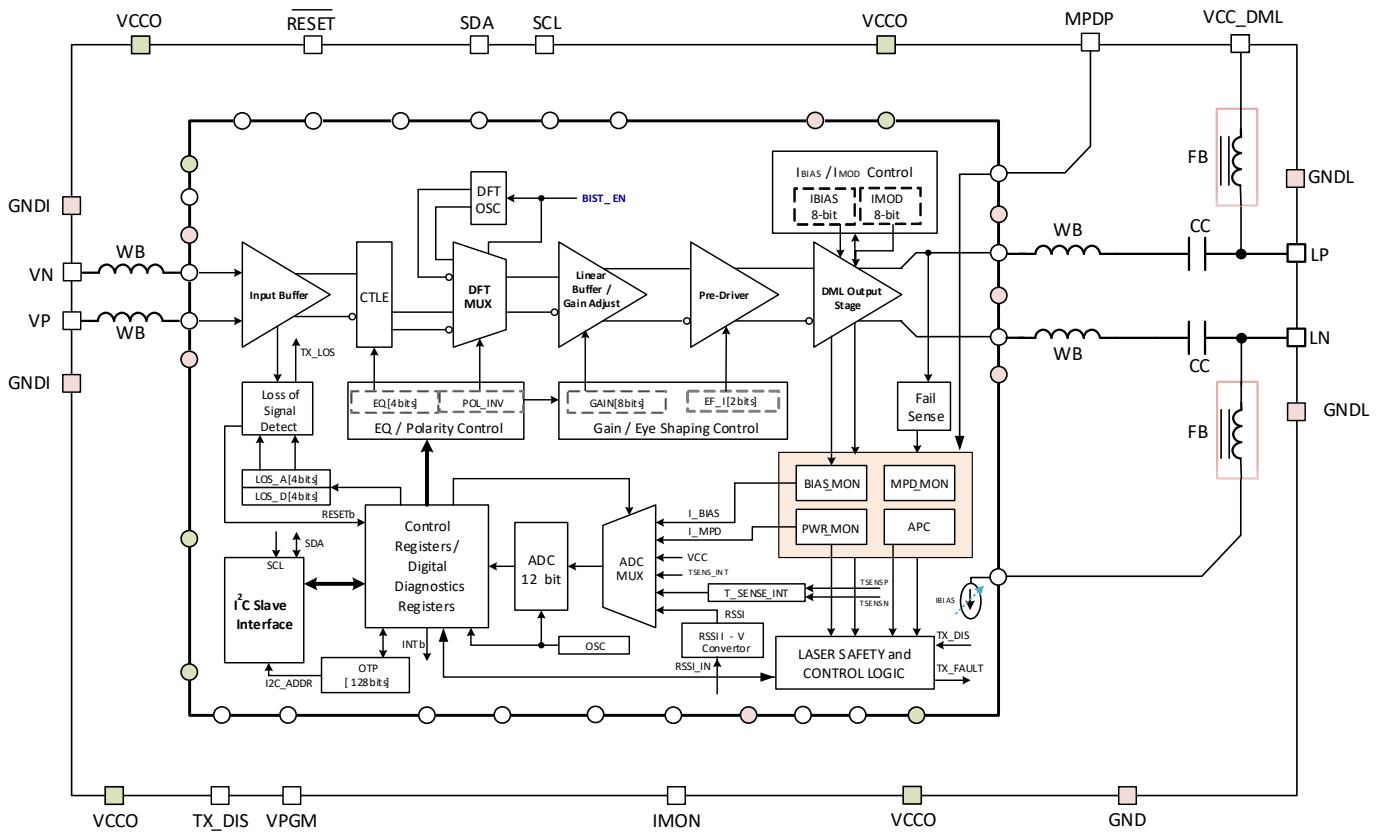 VCCO
RESET
SDA
SCL
VCCO
MPDP
VCC_DML
FB
GNDL
GNDI
IBIAS / IMOD Control
IBIAS
8-bit
IMOD
8-bit
DFT
OSC
BIST_EN
WB
VN
VP
WB
GNDI
Input Buffer
CTLE
DFT
MUX
Linear
Buffer /
Gain Adjust
Pre-Driver
DML Output
Stage
WB
CC
LP
WB
CC
LN
GNDL
FB
TX_LOS
Loss of
Signal
Detect
EQ[4bits]
POL_INV
EQ / Polarity Control
GAIN[8bits]
EF_I[2bits]
Gain / Eye Shaping Control
Fail
Sense
LOS_A[4bits]
LOS_D[4bits]
RESETb
BIAS_MON
MPD_MON
PWR_MON
APC
I_BIAS
I_MPD
VCC
TSENS_INT
Control
Registers/
Digital
Diagnostics
Registers
ADC
12 bit
ADC
MUX
T_SENSE_INT
TSENSP
TSENSN
RSSI
IBIAS
SDA
SCL
I2C Slave
Interface
INTb
OSC
RSSI I - V
Convertor
RSSI_IN
OTP
[128bits]
I2C_ADDR
LASER SAFETY and
CONTROL LOGIC
TX_DIS
TX_FAULT
VCCO
TX_DIS
VPGM
IMON
VCCO
GND